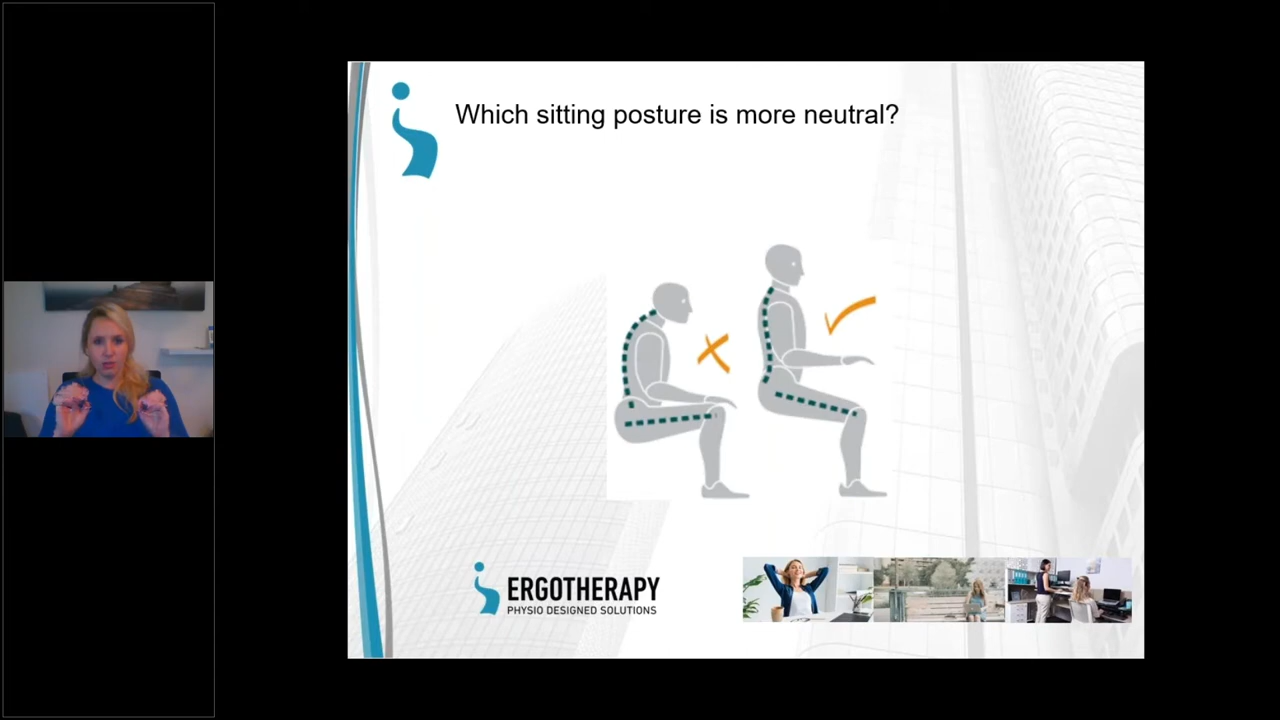 Which sitting posture is more neutral?
ERGOTHERAPY
PHYSIO DESIGNED SOLUTIONS